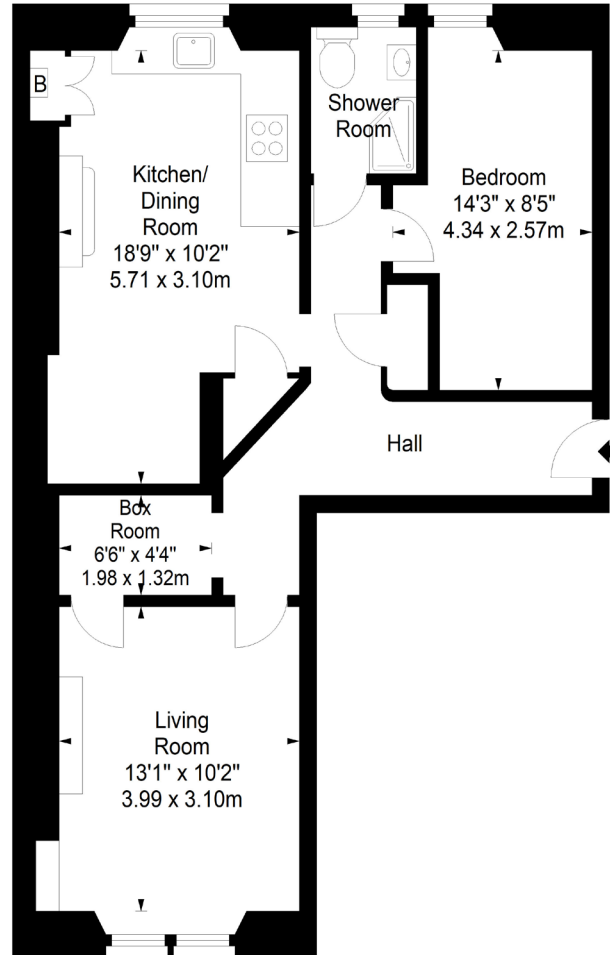 B
Kitchen/
Dining
Room
18'9" x 10'2"
5.71 x 3.10m
Shower
Room
Bedroom
14'3" x 8'5"
4.34 x 2.57m
Hall
Box
Room
6'6" x 4'4"
1.98 x 1.32m
Living
Room
13'1" x 10'2"
3.99 x 3.10m